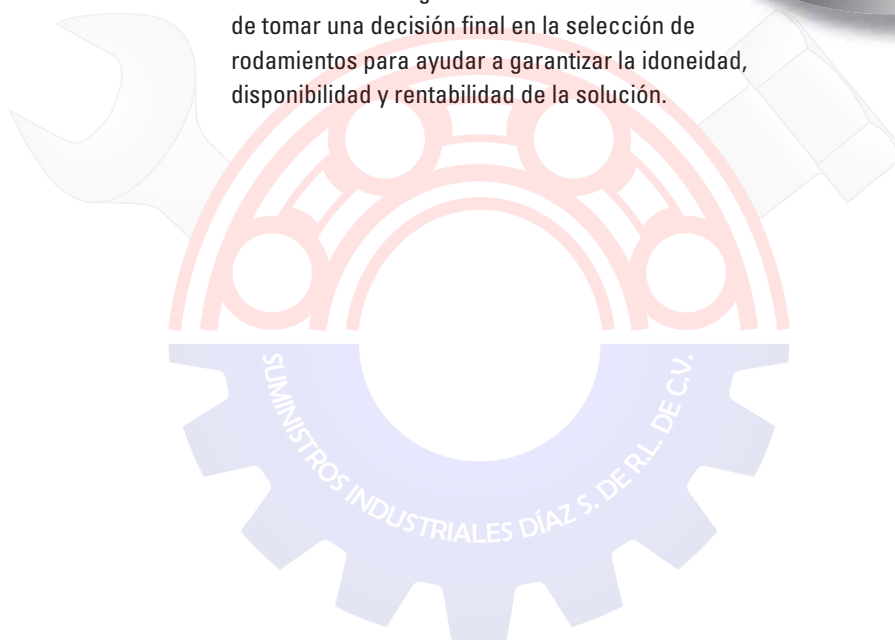 de tomar una decisión final en la selección de
rodamientos para ayudar a garantizar la idoneidad,
disponibilidad y rentabilidad de la solución.
SUMINISTROS INDUSTRIALES DÍAZ S. DE R.L. DE C.V.